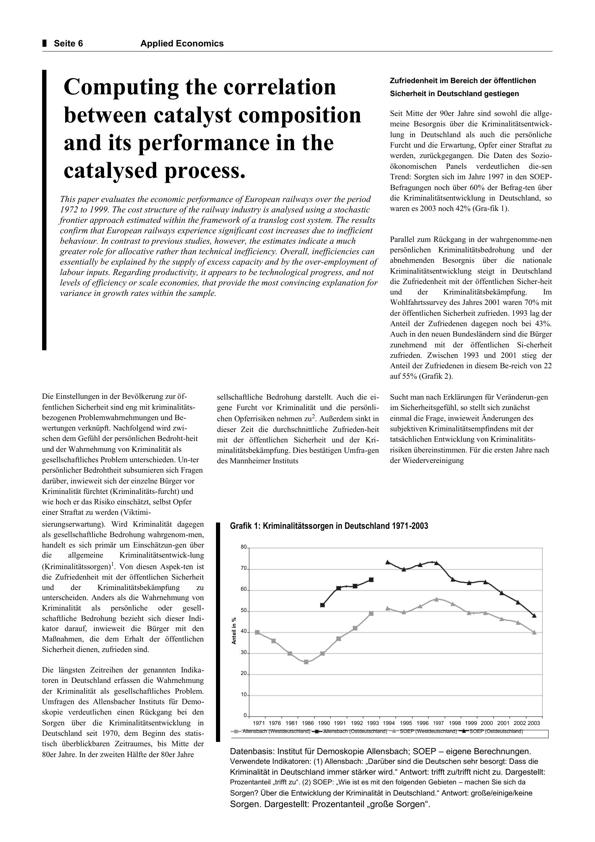 Seite 6 Applied Economics
Computing the correlation
between catalyst composition
and its performance in the
catalysed process.
This paper evaluates the economic performance of European railways over the period
1972 to 1999. The cost structure of the railway industry is analysed using a stochastic
frontier approach estimated within the framework of a translog cost system. The results
confirm that European railways experience significant cost increases due to inefficient
behaviour. In contrast to previous studies, however, the estimates indicate a much
greater role for allocative rather than technical inefficiency. Overall, inefficiencies can
essentially be explained by the supply of excess capacity and by the over-employment of
labour inputs. Regarding productivity, it appears to be technological progress, and not
levels of efficiency or scale economies, that provide the most convincing explanation for
variance in growth rates within the sample.
Zufriedenheit im Bereich der öffentlichen
Sicherheit in Deutschland gestiegen
Seit Mitte der 90er Jahre sind sowohl die allge-
meine Besorgnis über die Kriminalitätsentwick-
lung in Deutschland als auch die persönliche
Furcht und die Erwartung, Opfer einer Straftat zu
werden, zurückgegangen. Die Daten des Sozio-
ökonomischen Panels verdeutlichen die-sen
Trend: Sorgten sich im Jahre 1997 in den SOEP-
Befragungen noch über 60% der Befrag-ten über
die Kriminalitätsentwicklung in Deutschland, so
waren es 2003 noch 42% (Gra-fik 1).
Parallel zum Rückgang in der wahrgenomme-nen
persönlichen Kriminalitätsbedrohung und der
abnehmenden Besorgnis über die nationale
Kriminalitätsentwicklung steigt in Deutschland
die Zufriedenheit mit der öffentlichen Sicher-heit
und der Kriminalitätsbekämpfung. Im
Wohlfahrtssurvey des Jahres 2001 waren 70% mit
der öffentlichen Sicherheit zufrieden. 1993 lag der
Anteil der Zufriedenen dagegen noch bei 43%.
Auch in den neuen Bundesländern sind die Bürger
zunehmend mit der öffentlichen Si-cherheit
zufrieden. Zwischen 1993 und 2001 stieg der
Anteil der Zufriedenen in diesem Be-reich von 22
auf 55% (Grafik 2).
Die Einstellungen in der Bevölkerung zur öf-
fentlichen Sicherheit sind eng mit kriminalitäts-
bezogenen Problemwahrnehmungen und Be-
wertungen verknüpft. Nachfolgend wird zwi-
schen dem Gefühl der persönlichen Bedroht-heit
und der Wahrnehmung von Kriminalität als
gesellschaftliches Problem unterschieden. Un-ter
persönlicher Bedrohtheit subsumieren sich Fragen
darüber, inwieweit sich der einzelne Bürger vor
Kriminalität fürchtet (Kriminalitäts-furcht) und
wie hoch er das Risiko einschätzt, selbst Opfer
einer Straftat zu werden (Viktimi-
sierungserwartung). Wird Kriminalität dagegen
als gesellschaftliche Bedrohung wahrgenom-men,
handelt es sich primär um Einschätzun-gen über
die allgemeine Kriminalitätsentwick-lung
(Kriminalitätssorgen)1. Von diesen Aspek-ten ist
die Zufriedenheit mit der öffentlichen Sicherheit
und der Kriminalitätsbekämpfung zu
unterscheiden. Anders als die Wahrnehmung von
Kriminalität als persönliche oder gesell-
schaftliche Bedrohung bezieht sich dieser Indi-
kator darauf, inwieweit die Bürger mit den
Maßnahmen, die dem Erhalt der öffentlichen
Sicherheit dienen, zufrieden sind.
Die längsten Zeitreihen der genannten Indika-
toren in Deutschland erfassen die Wahrnehmung
der Kriminalität als gesellschaftliches Problem.
Umfragen des Allensbacher Instituts für Demo-
skopie verdeutlichen einen Rückgang bei den
Sorgen über die Kriminalitätsentwicklung in
Deutschland seit 1970, dem Beginn des statis-
tisch überblickbaren Zeitraumes, bis Mitte der
80er Jahre. In der zweiten Hälfte der 80er Jahre
sellschaftliche Bedrohung darstellt. Auch die ei-
gene Furcht vor Kriminalität und die persönli-
chen Opferrisiken nehmen zu2. Außerdem sinkt in
dieser Zeit die durchschnittliche Zufrieden-heit
mit der öffentlichen Sicherheit und der Kri-
minalitätsbekämpfung. Dies bestätigen Umfra-gen
des Mannheimer Instituts
Sucht man nach Erklärungen für Veränderun-gen
im Sicherheitsgefühl, so stellt sich zunächst
einmal die Frage, inwieweit Änderungen des
subjektiven Kriminalitätsempfindens mit der
tatsächlichen Entwicklung von Kriminalitäts-
risiken übereinstimmen. Für die ersten Jahre nach
der Wiedervereinigung
Grafik 1: Kriminalitätssorgen in Deutschland 1971-2003
Anteil in %
80
70
60
50
40
30
20
10
0
1971 1976 1981 1986 1990 1991 1992 1993 1994 1995 1996 1997 1998 1999 2000 2001 2002 2003
Allensbach (Westdeutschland) Allensbach (Ostdeutschland) SOEP (Westdeutschland) SOEP (Ostdeutschland)
Datenbasis: Institut für Demoskopie Allensbach; SOEP – eigene Berechnungen.
Verwendete Indikatoren: (1) Allensbach: „Darüber sind die Deutschen sehr besorgt: Dass die
Kriminalität in Deutschland immer stärker wird.“ Antwort: trifft zu/trifft nicht zu. Dargestellt:
Prozentanteil „trifft zu“. (2) SOEP: „Wie ist es mit den folgenden Gebieten – machen Sie sich da
Sorgen? Über die Entwicklung der Kriminalität in Deutschland.“ Antwort: große/einige/keine
Sorgen. Dargestellt: Prozentanteil „große Sorgen“.